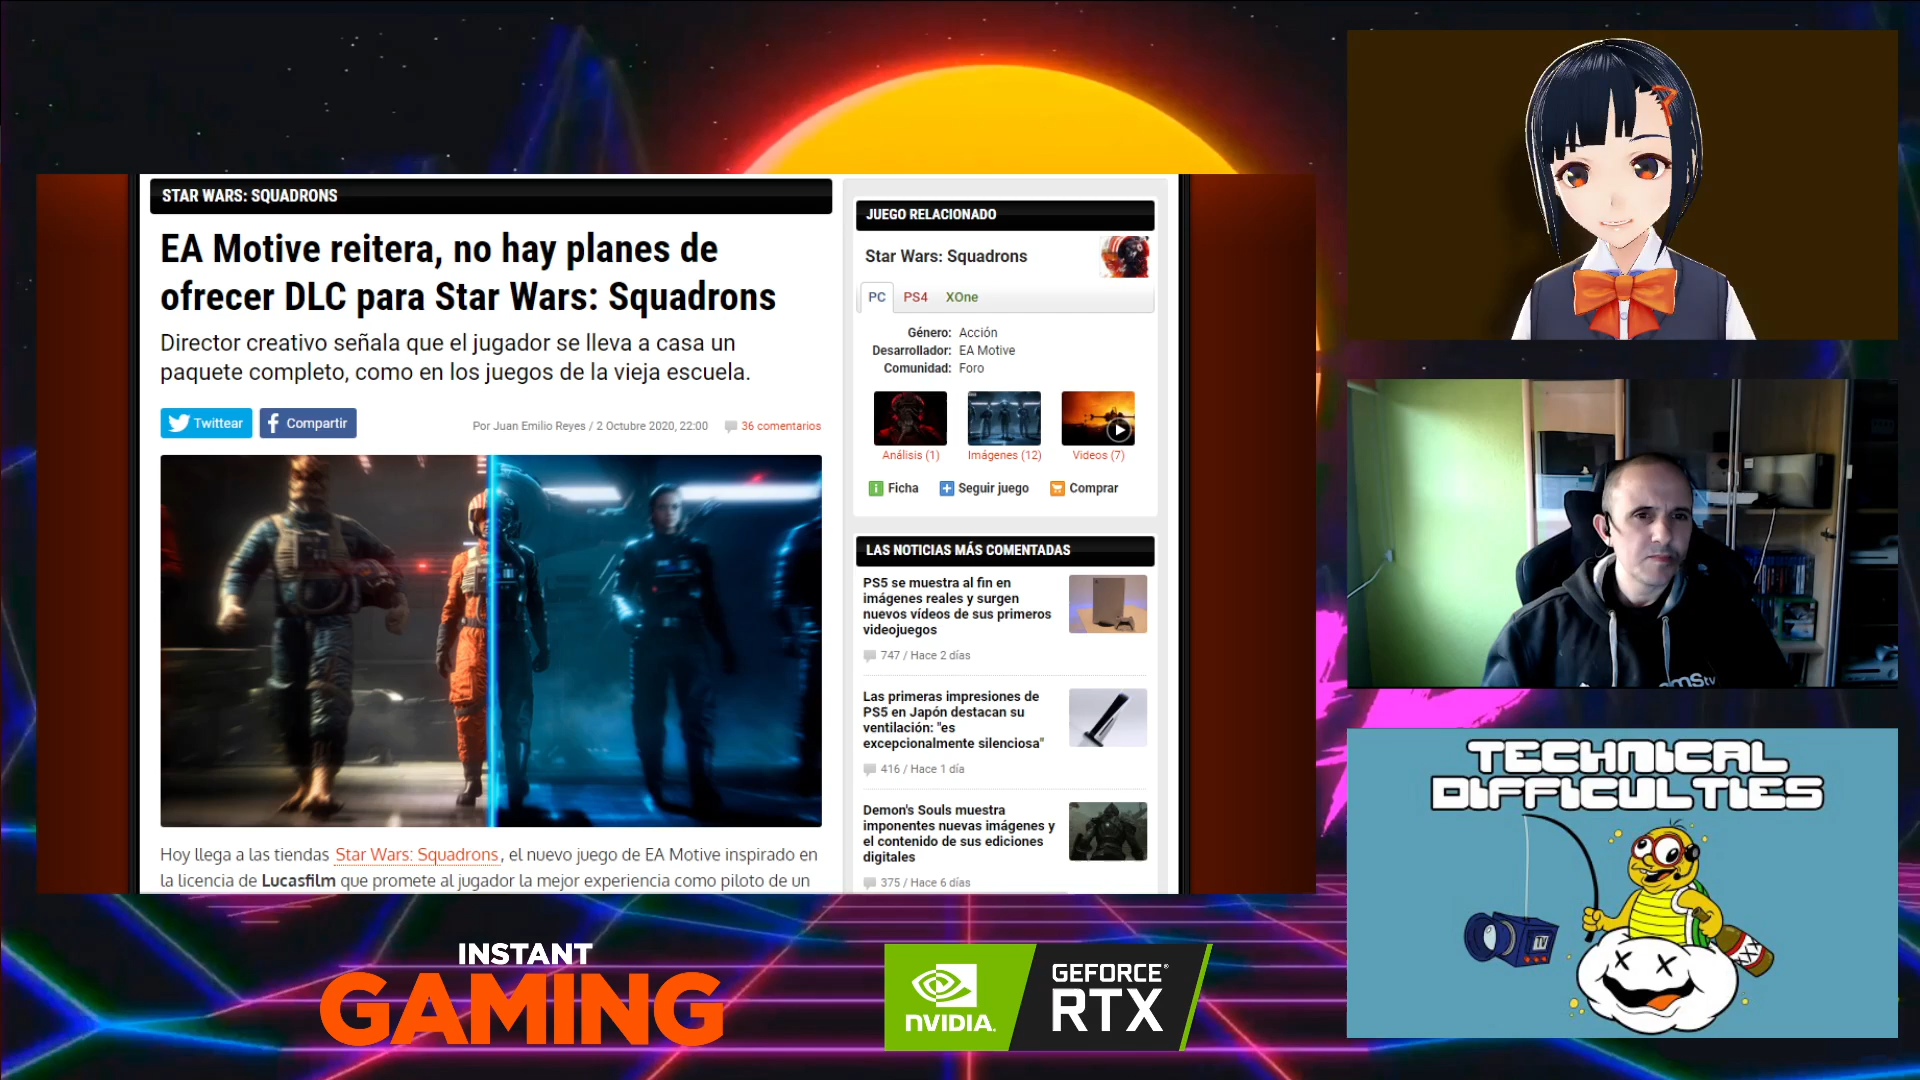 STAR WARS: SQUADRONS
EA Motive reitera, no hay planes de
ofrecer DLC para Star Wars: Squadrons
Director creativo señala que el jugador se lleva a casa un
paquete completo, como en los juegos de la vieja escuela.
Twittear
Compartir
Por Juan Emilio Reyes / 2 Octubre 2020, 22:00
36 comentarios
Hoy llega a las tiendas Star Wars: Squadrons, el nuevo juego de EA Motive inspirado en
la licencia de Lucasfilm que promete al jugador la mejor experiencia como piloto de un
JUEGO RELACIONADO
Star Wars: Squadrons
PC PS4 XOne
Género: Acción
Desarrollador: EA Motive
Comunidad: Foro
Análisis (1) Imágenes (12) Videos (7)
Ficha Seguir juego Comprar
LAS NOTICIAS MÁS COMENTADAS
PS5 se muestra al fin en
imágenes reales y surgen
nuevos vídeos de sus primeros
videojuegos
747 / Hace 2 días
Las primeras impresiones de
PS5 en Japón destacan su
ventilación: "es
excepcionalmente silenciosa"
416 / Hace 1 día
Demon's Souls muestra
imponentes nuevas imágenes y
el contenido de sus ediciones
digitales
375 / Hace 6 días
TECHNICAL
DIFFICULTIES
TV
INSTANT
GAMING
NVIDIA.
GEFORCE®
RTX